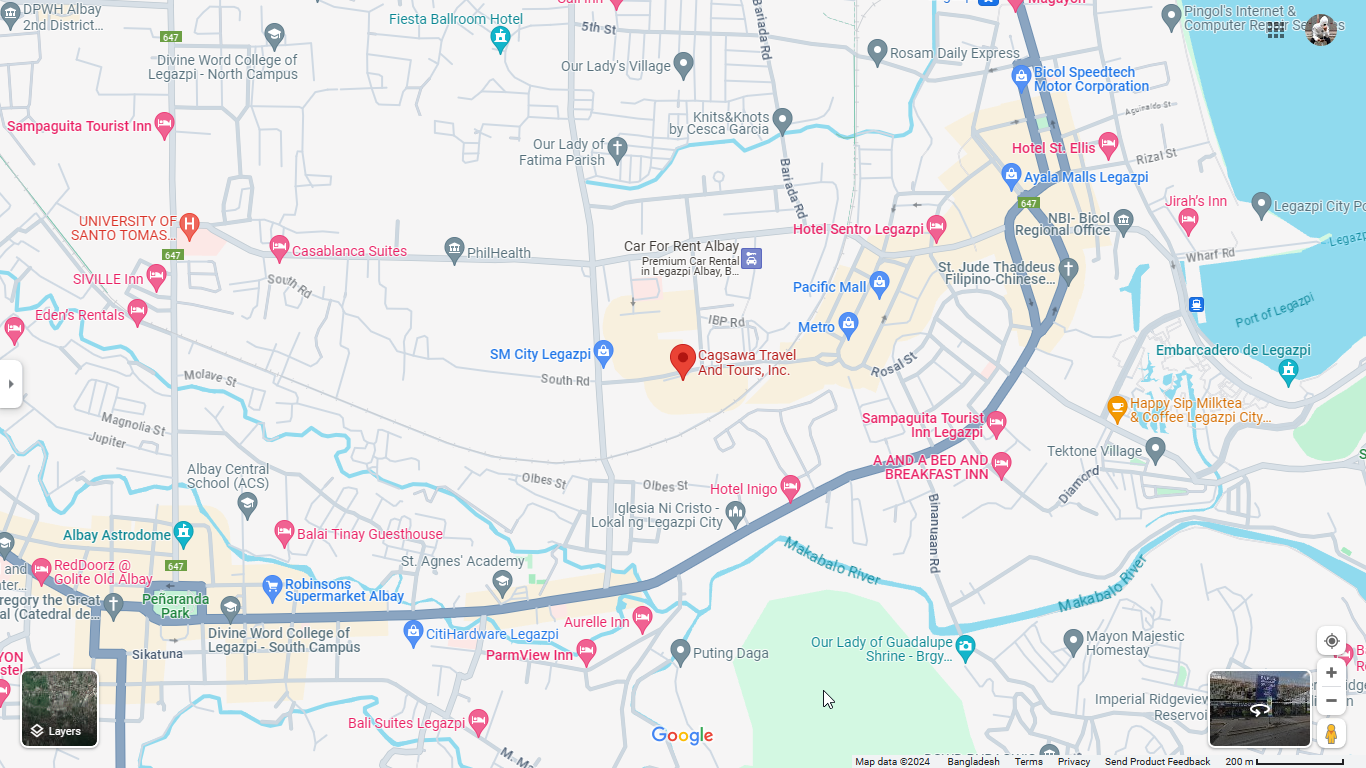 DPWH Albay
2nd District...
647
Fiesta Ballroom Hotel
5th St
Bariada Rd
Magayon
Pingol's Internet &
Divine Word College of
Legazpi - North Campus
Our Lady's Village
Rosam Daily Express
Bicol Speedtech
Motor Corporation
Sampaguita Tourist Inn
Knits&Knots
by Cesca Garcia
Aguinaldo St
Our Lady of
Fatima Parish
Hotel St. Ellis
Rizal St
Bariada Rd
Ayala Malls Legazpi
647
Jirah's Inn
Legazpi City
UNIVERSITY OF
SANTO TOMAS...
Hotel Sentro Legazpi
NBI- Bicol
Regional Office
647
Casablanca Suites
PhilHealth
Car For Rent Albay
Premium Car Rental
in Legazpi Albay, B...
Wharf Rd
SIVILLE Inn
South Rd
St. Jude Thaddeus
Filipino-Chinese...
Pacific Mall
Eden's Rentals
IBP Rd
Metro
Port of Legazpi
SM City Legazpi
Cagsawa Travel
And Tours, Inc.
Embarcadero de Legazpi
Molave St
South Rd
Rosal St
Happy Sip Milktea
& Coffee Legazpi City...
Magnolia St
Jupiter
Sampaguita Tourist
Inn Legazpi
Tektone Village
Albay Central
School (ACS)
A AND A BED AND
BREAKFAST INN
Diamond
Olbes St
Olbes St
Hotel Inigo
Iglesia Ni Cristo -
Lokal ng Legazpi City
Binanuaan Rd
Albay Astrodome
Balai Tinay Guesthouse
Makabalo River
St. Agnes' Academy
647
RedDoorz @
Golite Old Albay
Makabalo River
Robinsons
Supermarket Albay
Peñaranda
Park
Divine Word College of
Legazpi - South Campus
CitiHardware Legazpi
Aurelle Inn
Our Lady of Guadalupe
Shrine - Brgy...
Mayon Majestic
Homestay
Sikatuna
ParmView Inn
Puting Daga
Imperial Ridgeview
Bali Suites Legazpi
Layers
Google
Map data ©2024 Bangladesh Terms Privacy Send Product Feedback 200 m